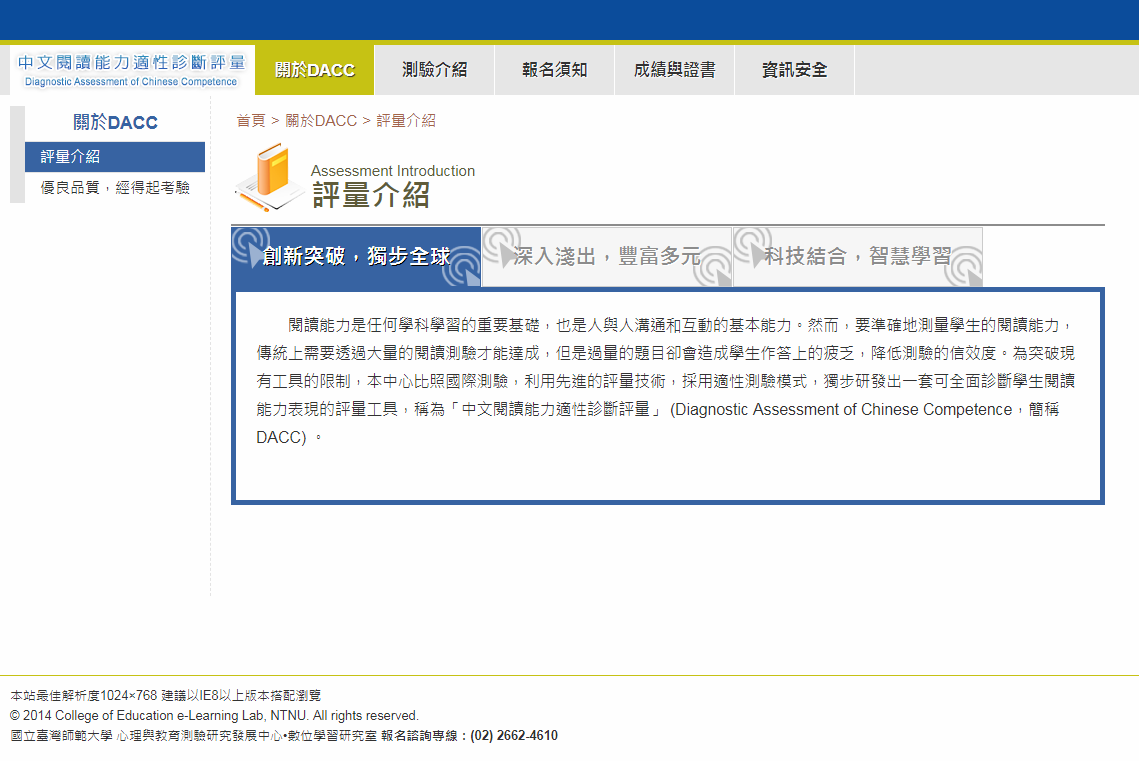 中文閱讀能力適性診斷評量
Diagnostic Assessment of Chinese Competence
關於DACC
測驗介紹
報名須知
成績與證書
資訊安全
關於DACC
評量介紹
優良品質，經得起考驗
首頁 > 關於DACC > 評量介紹
Assessment Introduction
評量介紹
創新突破，獨步全球
深入淺出，豐富多元
科技結合，智慧學習
閱讀能力是任何學科學習的重要基礎，也是人與人溝通和互動的基本能力。然而，要準確地測量學生的閱讀能力，
傳統上需要透過大量的閱讀測驗才能達成，但是過量的題目卻會造成學生作答上的疲乏，降低測驗的信效度。為突破現
有工具的限制，本中心比照國際測驗，利用先進的評量技術，採用適性測驗模式，獨步研發出一套可全面診斷學生閱讀
能力表現的評量工具，稱為「中文閱讀能力適性診斷評量」 (Diagnostic Assessment of Chinese Competence，簡稱
DACC) 。
本站最佳解析度1024×768 建議以IE8以上版本搭配瀏覽
© 2014 College of Education e-Learning Lab, NTNU. All rights reserved.
國立臺灣師範大學 心理與教育測驗研究發展中心•數位學習研究室 報名諮詢專線：(02) 2662-4610